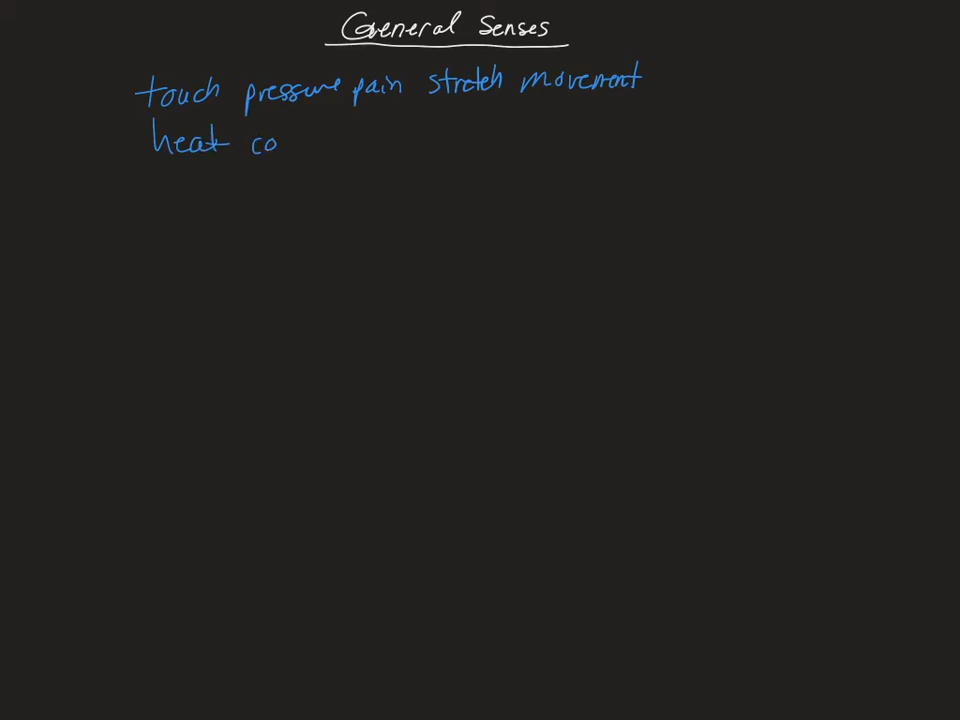 General Senses
touch pressure pain stretch movement
heat co